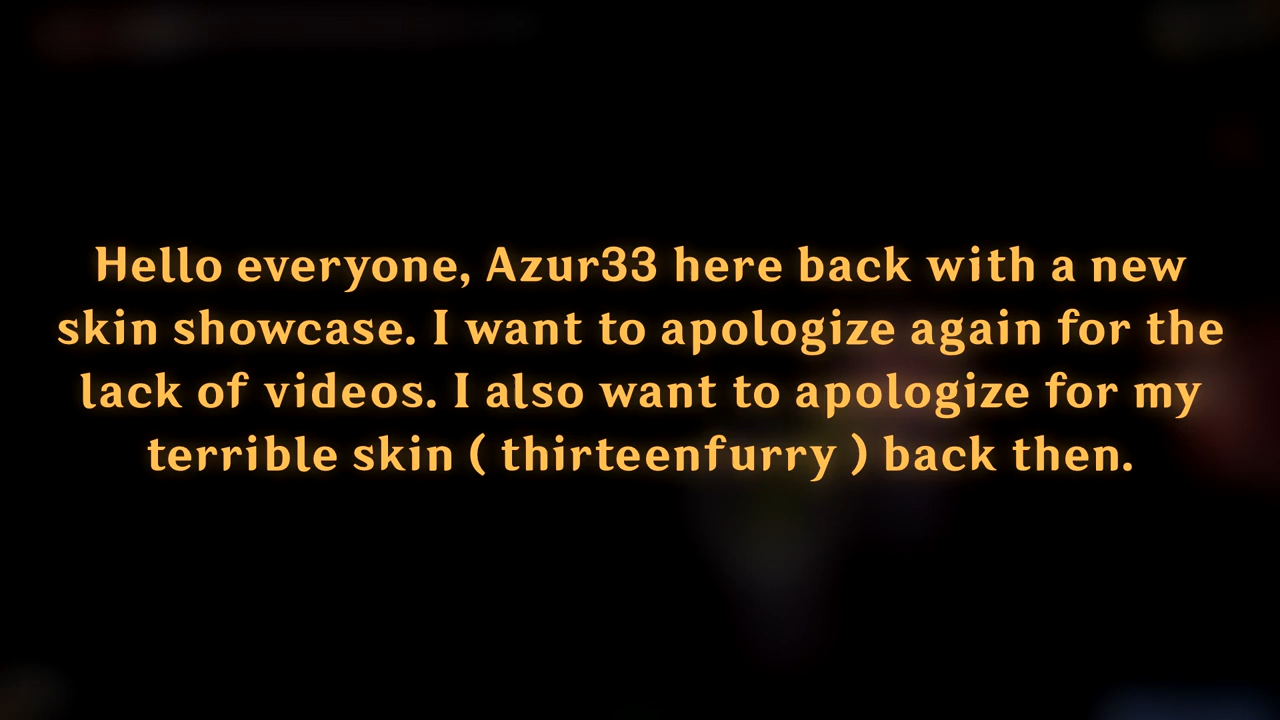 Hello everyone, Azur33 here back with a new
skin showcase. I want to apologize again for the
lack of videos. I also want to apologize for my
terrible skin ( thirteenfurry ) back then.